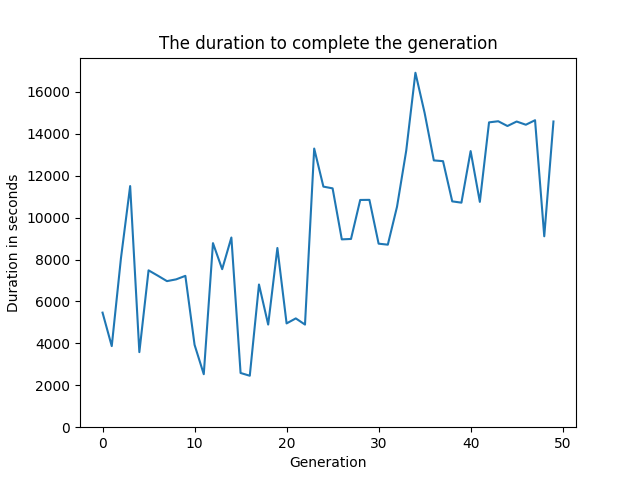 The duration to complete the generation
Duration in seconds
16000
14000
12000
10000
8000
6000
4000
2000
0
0 10 20 30 40 50
Generation